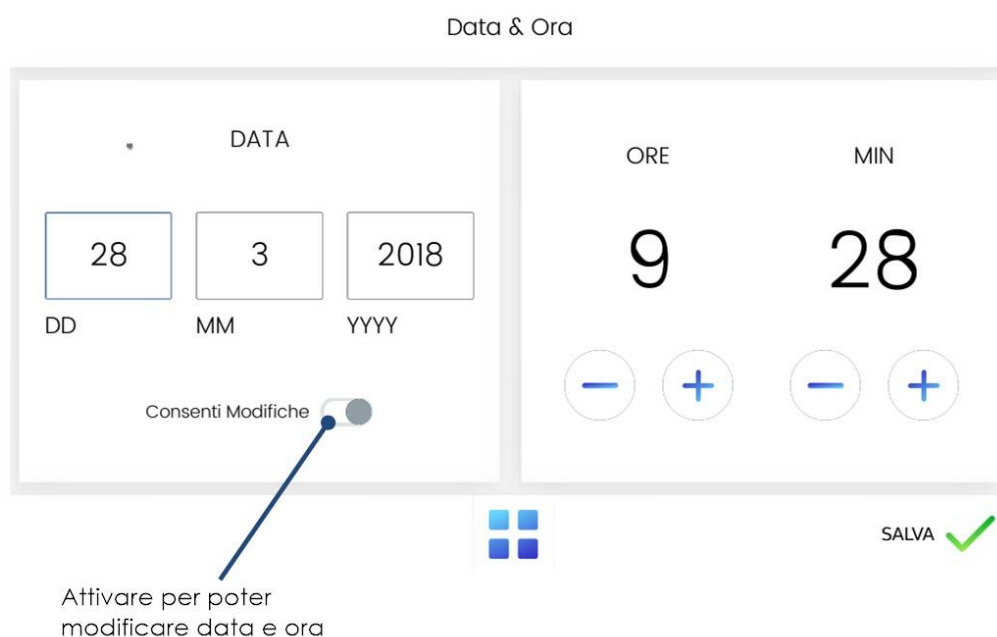 Data & Ora
DATA
28 3 2018
DD MM YYYY
Consenti Modifiche
ORE MIN
9 28
SALVA
Attivare per poter
modificare data e ora